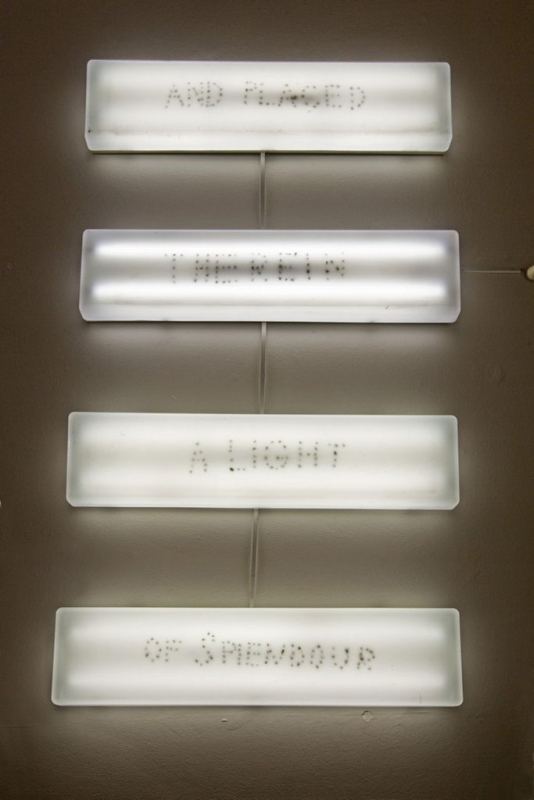 AND PLACED
THEREIN
A LIGHT
OF SPLENDOUR